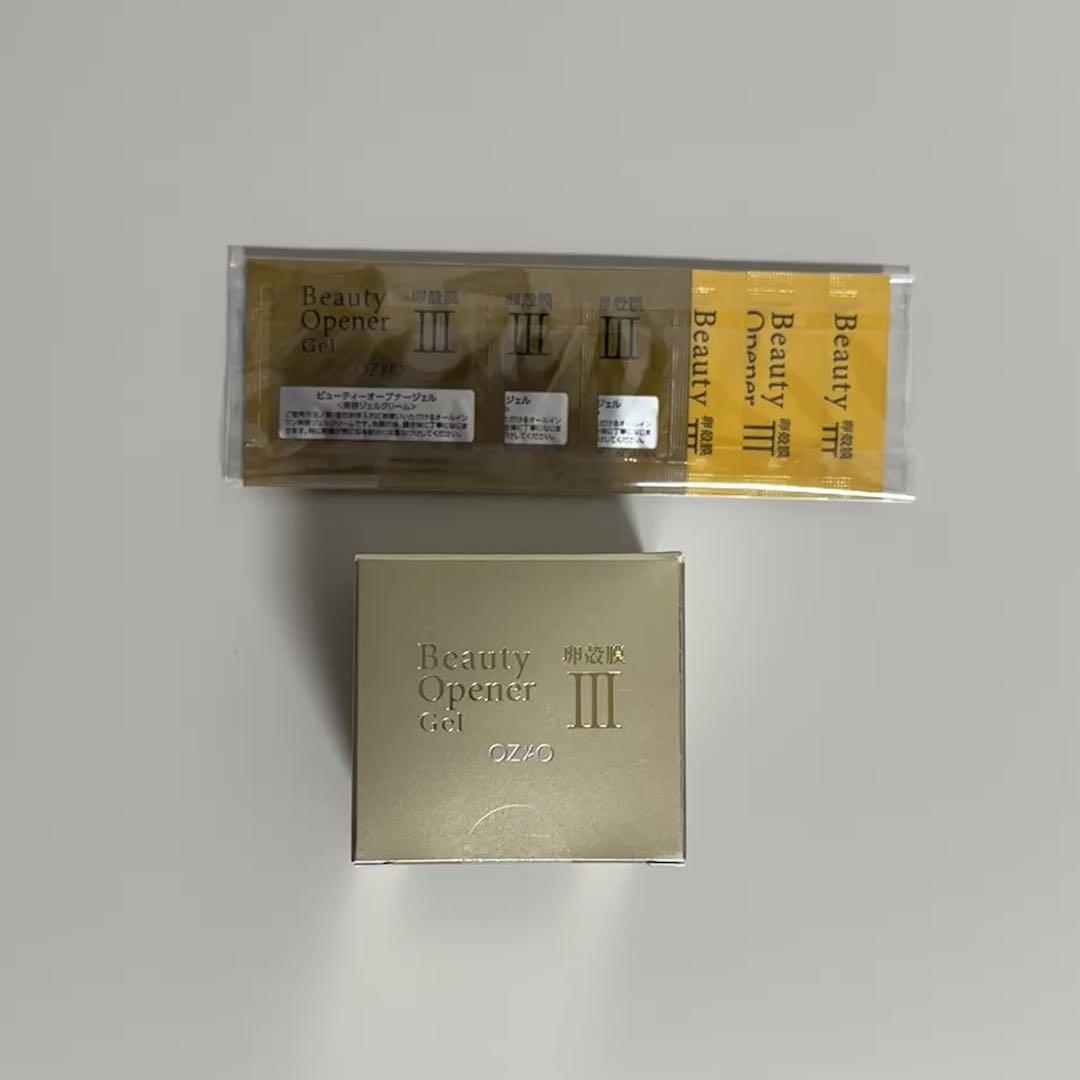 Beauty
Opener
Gel
卵殻膜
III
OZIO
ビューティーオープナージェル
<美容ジェルクリーム>
卵殻膜
III
ジェル
卵殻膜
III
ジェル
Beauty
卵殻膜
III
Beauty
Opener
卵殻膜
III
Beauty
卵殻膜
III
Beauty
Opener
Gel
卵殻膜
III
OZIO